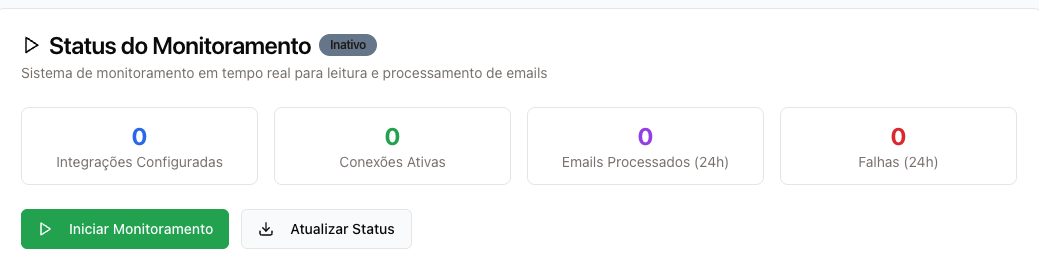 Status do Monitoramento Inativo
Sistema de monitoramento em tempo real para leitura e processamento de emails
0 0 0 0
Integrações Configuradas Conexões Ativas Emails Processados (24h) Falhas (24h)
Iniciar Monitoramento Atualizar Status